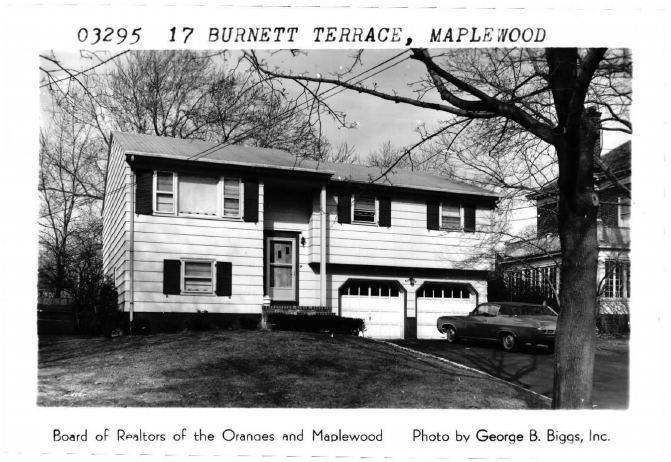 03295 17 BURNETT TERRACE, MAPLEWOOD
Board of Realtors of the Oranges and Maplewood Photo by George B. Biggs, Inc.